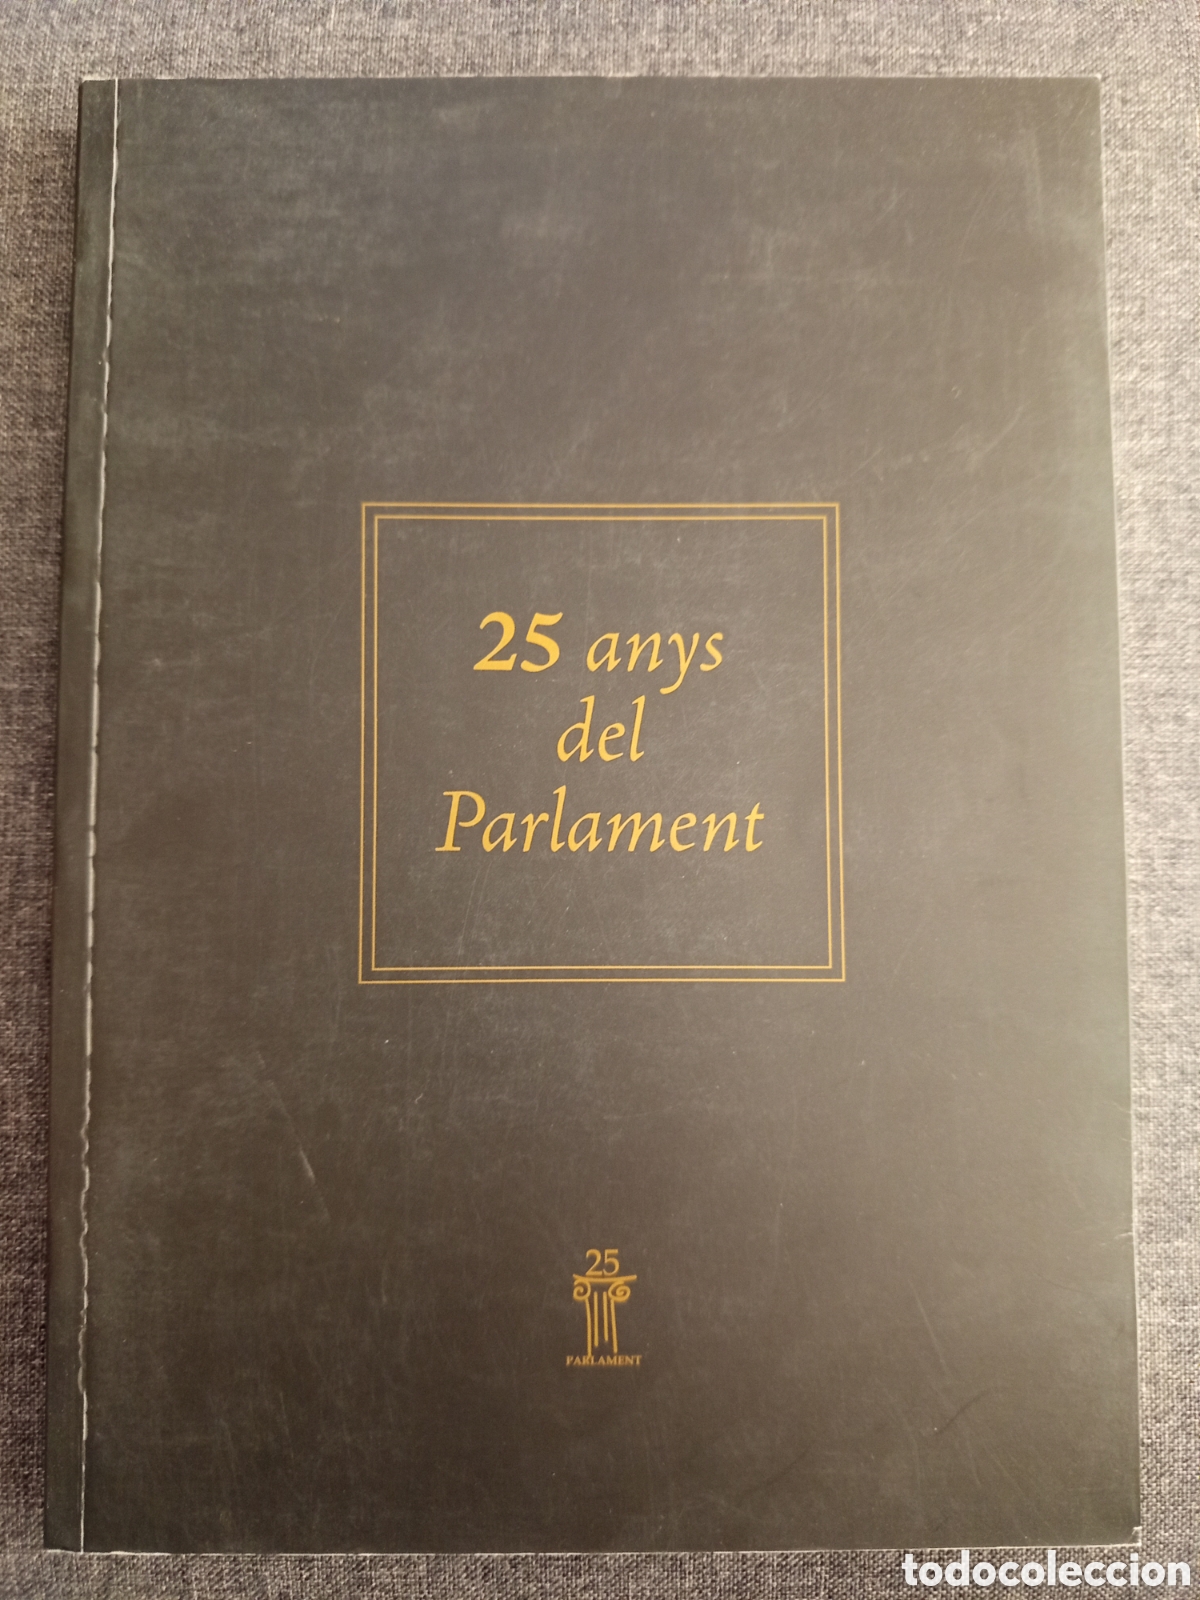 25 anys
del
Parlament
25
PARLAMENT
todocoleccion